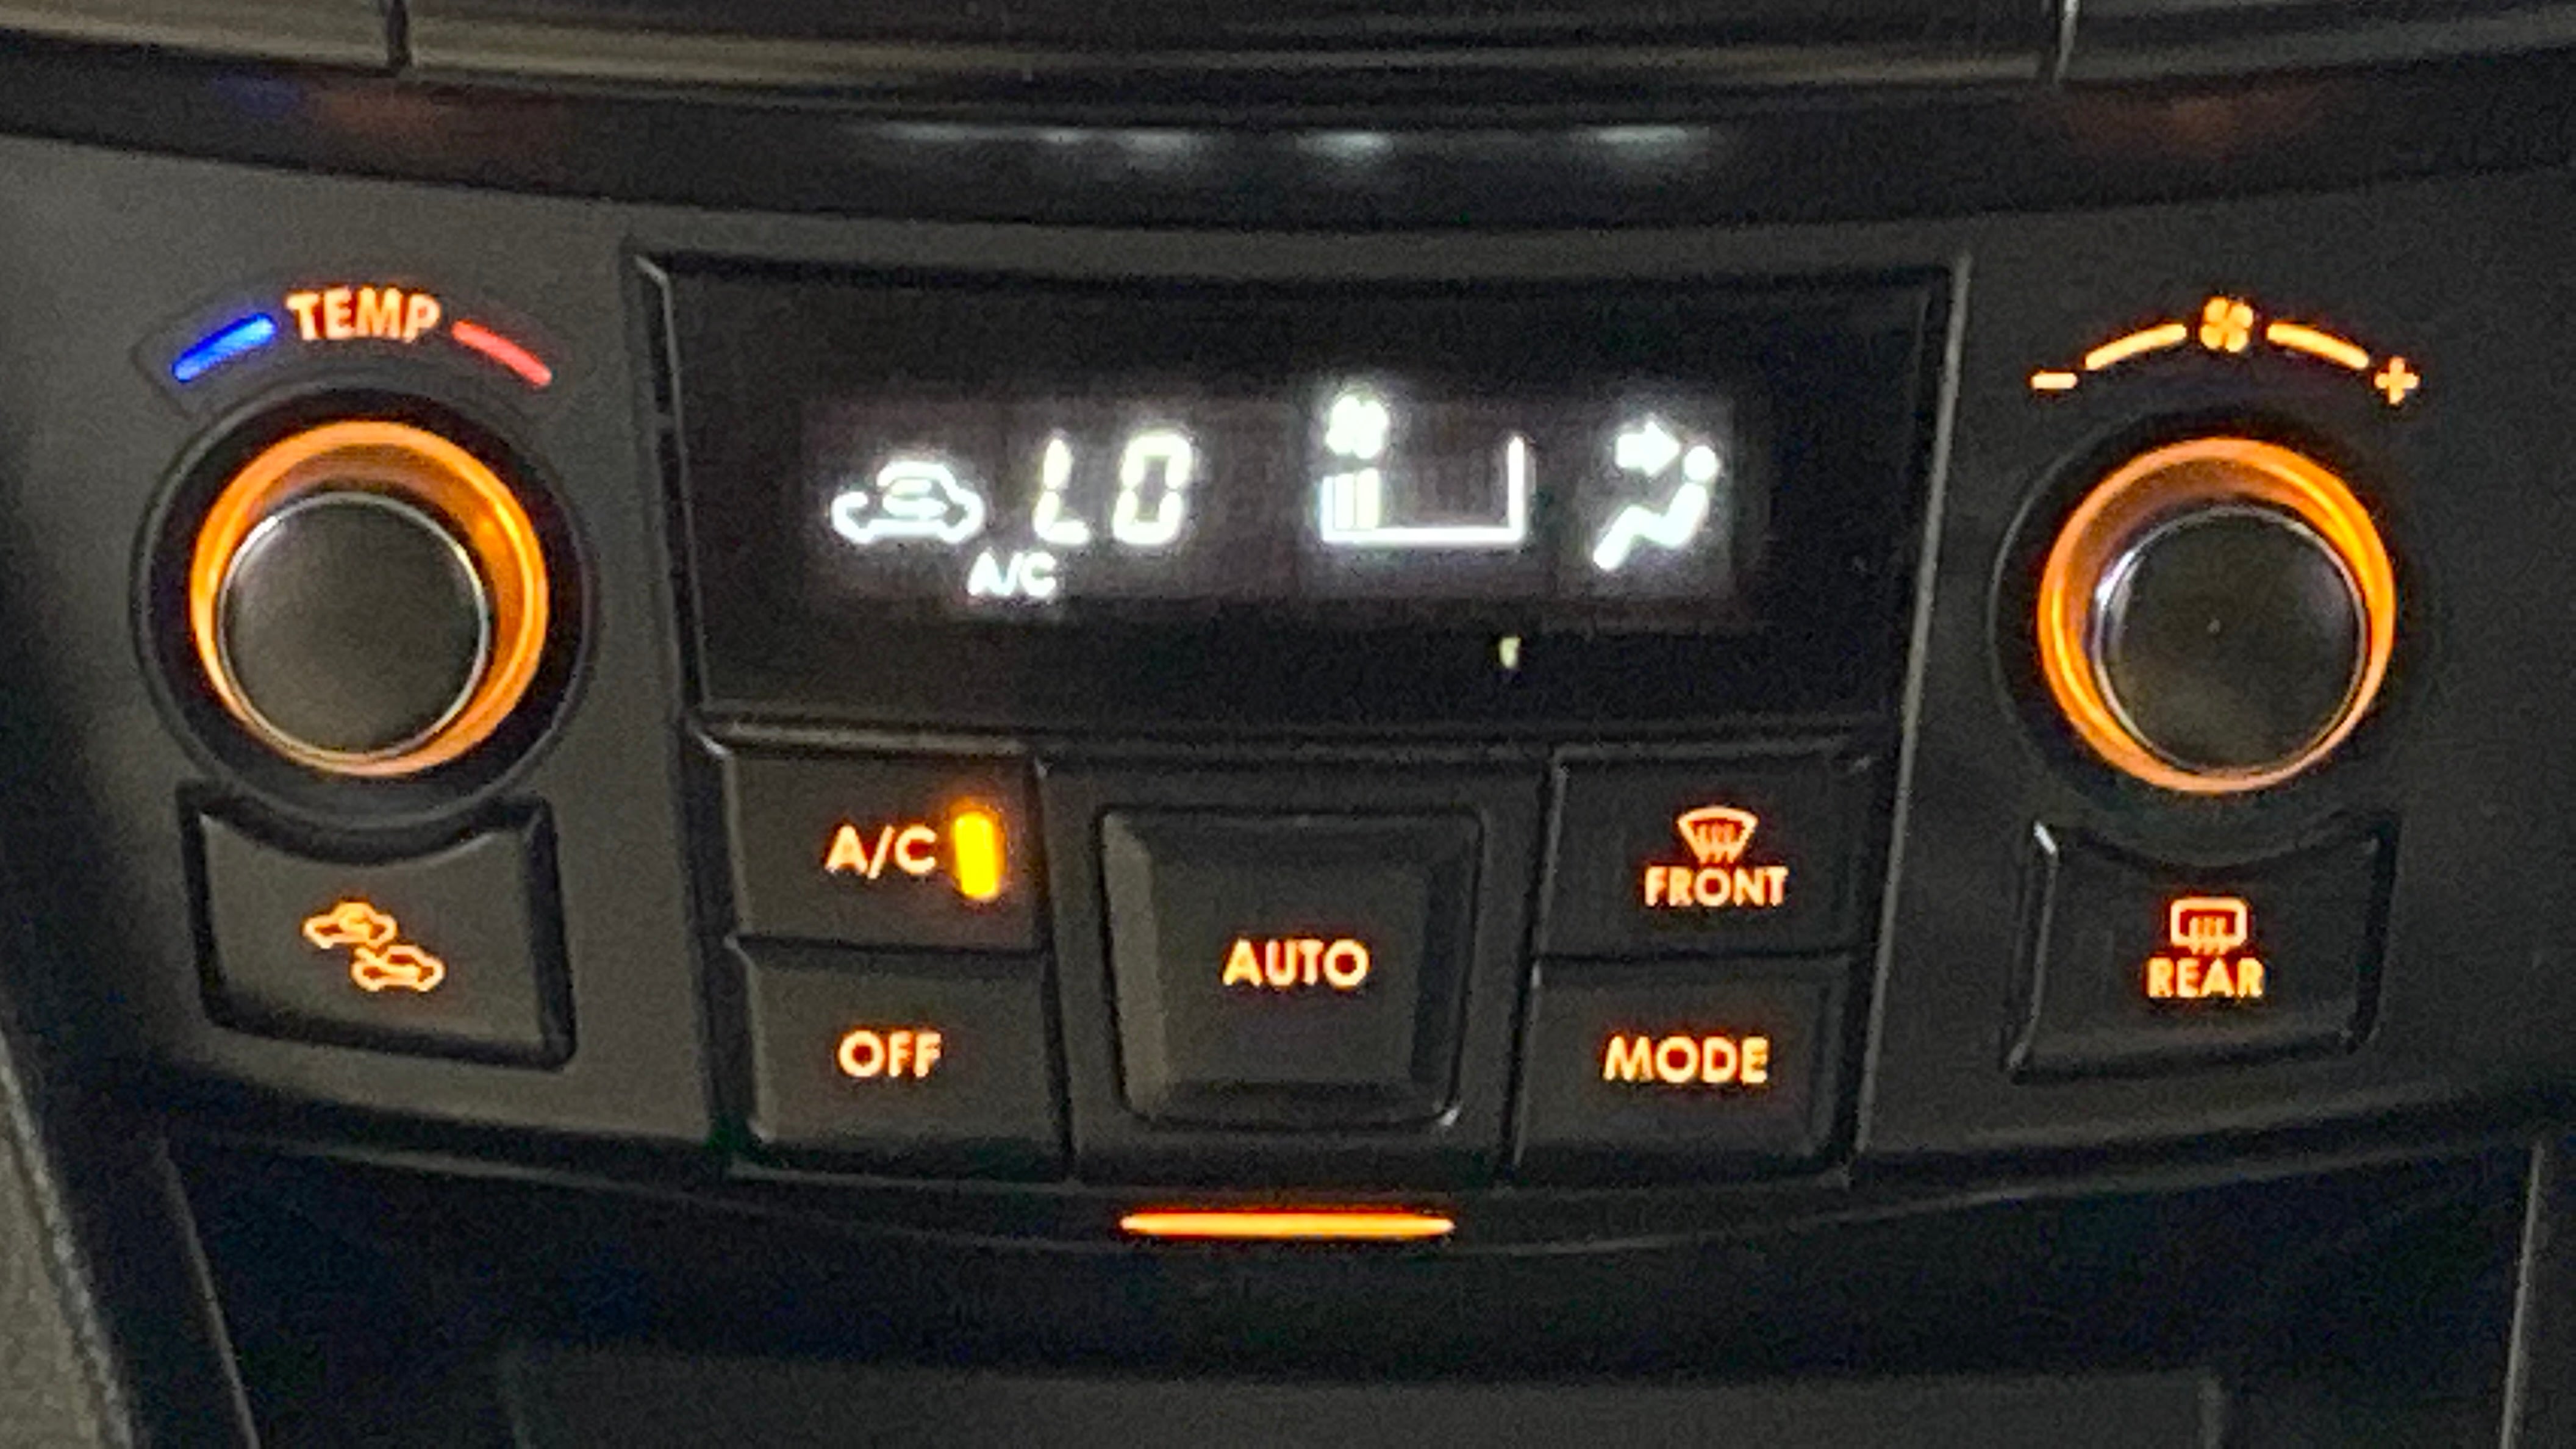 TEMP
- +
LO
A/C
A/C
FRONT
AUTO
REAR
OFF
MODE